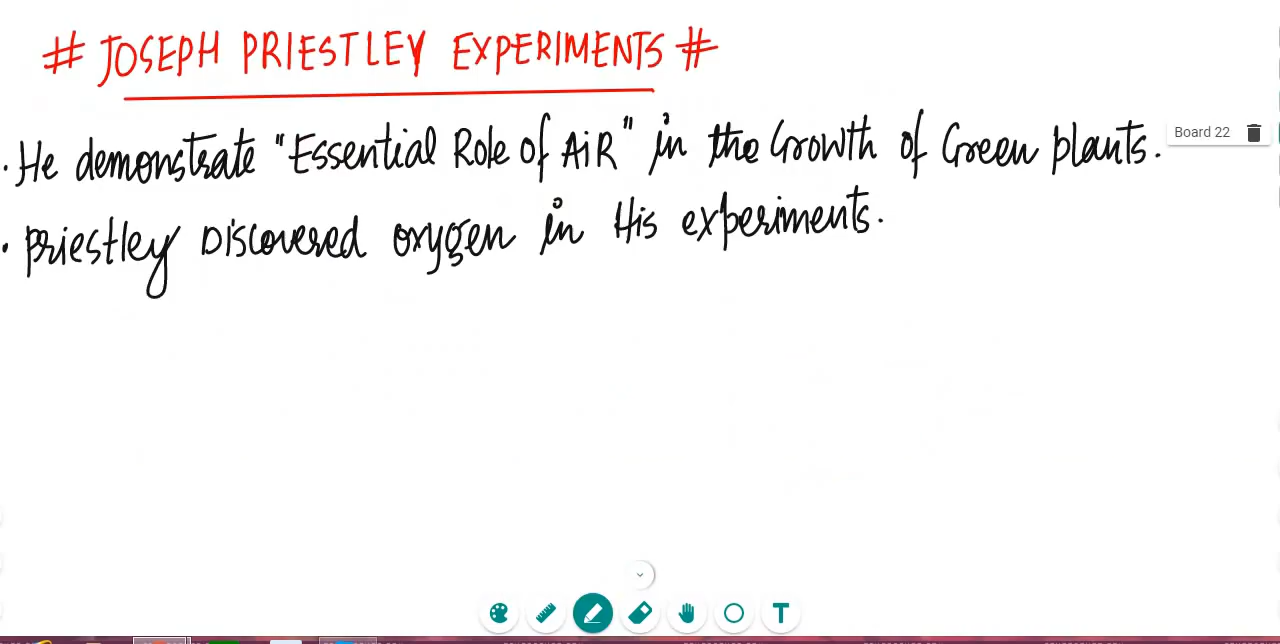 # JOSEPH PRIESTLEY EXPERIMENTS #
. He demonstrate "Essential Role of AiR" in the Growth of Green plants.
Board 22
. Priestley Discovered oxygen in His experiments.
T